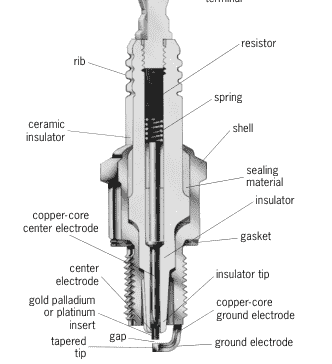 terminal
resistor
rib
spring
ceramic
insulator
shell
sealing
material
insulator
copper-core
center electrode
gasket
center
electrode
insulator tip
gold palladium
or platinum
insert
copper-core
ground electrode
gap
tapered
tip
ground electrode